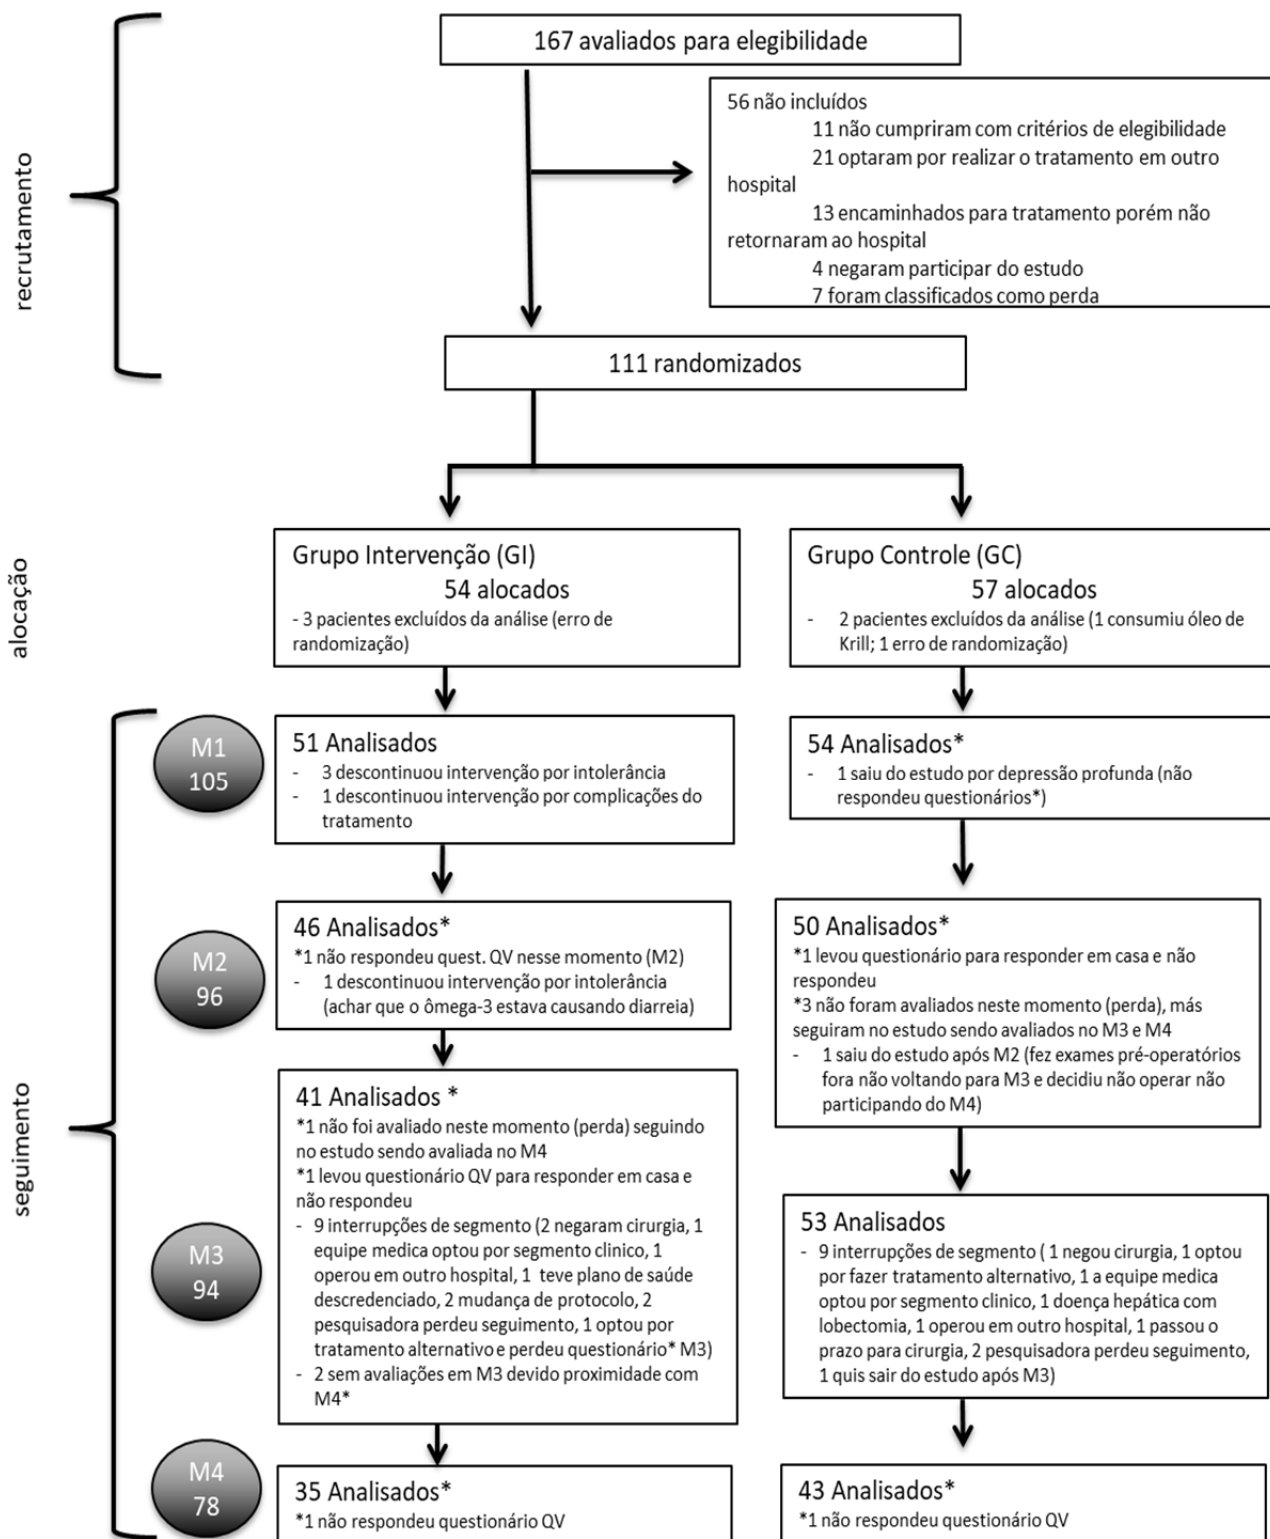 167 avaliados para elegibilidade
56 não incluídos
11 não cumpriram com critérios de elegibilidade
21 optaram por realizar o tratamento em outro
hospital
13 encaminhados para tratamento porém não
retornaram ao hospital
4 negaram participar do estudo
7 foram classificados como perda
recrutamento
111 randomizados
alocação
Grupo Intervenção (GI)
54 alocados
- 3 pacientes excluídos da análise (erro de
randomização)
Grupo Controle (GC)
57 alocados
- 2 pacientes excluídos da análise (1 consumiu óleo de
Krill; 1 erro de randomização)
seguimento
M1
105
51 Analisados
- 3 descontinuou intervenção por intolerância
- 1 descontinuou intervenção por complicações do
tratamento
54 Analisados*
- 1 saiu do estudo por depressão profunda (não
respondeu questionários*)
M2
96
46 Analisados*
*1 não respondeu quest. QV nesse momento (M2)
- 1 descontinuou intervenção por intolerância
(achar que o ômega-3 estava causando diarreia)
50 Analisados*
*1 levou questionário para responder em casa e não
respondeu
*3 não foram avaliados neste momento (perda), más
seguiram no estudo sendo avaliados no M3 e M4
- 1 saiu do estudo após M2 (fez exames pré-operatórios
fora não voltando para M3 e decidiu não operar não
participando do M4)
M3
94
41 Analisados *
*1 não foi avaliado neste momento (perda) seguindo
no estudo sendo avaliada no M4
*1 levou questionário QV para responder em casa e
não respondeu
- 9 interrupções de segmento (2 negaram cirurgia, 1
equipe medica optou por segmento clinico, 1
operou em outro hospital, 1 teve plano de saúde
descredenciado, 2 mudança de protocolo, 2
pesquisadora perdeu seguimento, 1 optou por
tratamento alternativo e perdeu questionário* M3)
- 2 sem avaliações em M3 devido proximidade com
M4*
53 Analisados
- 9 interrupções de segmento ( 1 negou cirurgia, 1 optou
por fazer tratamento alternativo, 1 a equipe medica
optou por segmento clinico, 1 doença hepática com
lobectomia, 1 operou em outro hospital, 1 passou o
prazo para cirurgia, 2 pesquisadora perdeu seguimento,
1 quis sair do estudo após M3)
M4
78
35 Analisados*
*1 não respondeu questionário QV
43 Analisados*
*1 não respondeu questionário QV